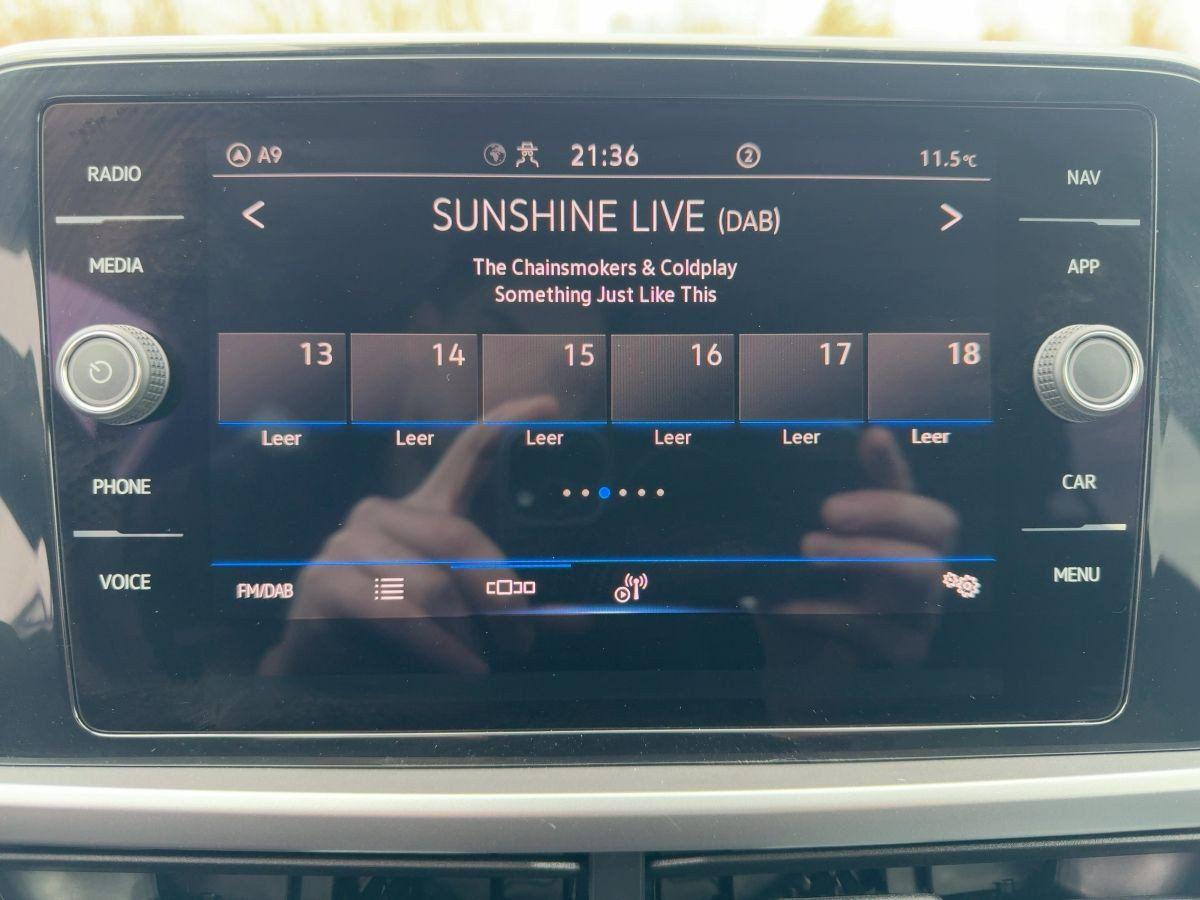 A9 21:36 2 11.5°C
RADIO
NAV
SUNSHINE LIVE (DAB)
MEDIA
APP
The Chainsmokers & Coldplay
Something Just Like This
13 14 15 16 17 18
Leer Leer Leer Leer Leer Leer
PHONE
CAR
VOICE
MENU
FM/DAB